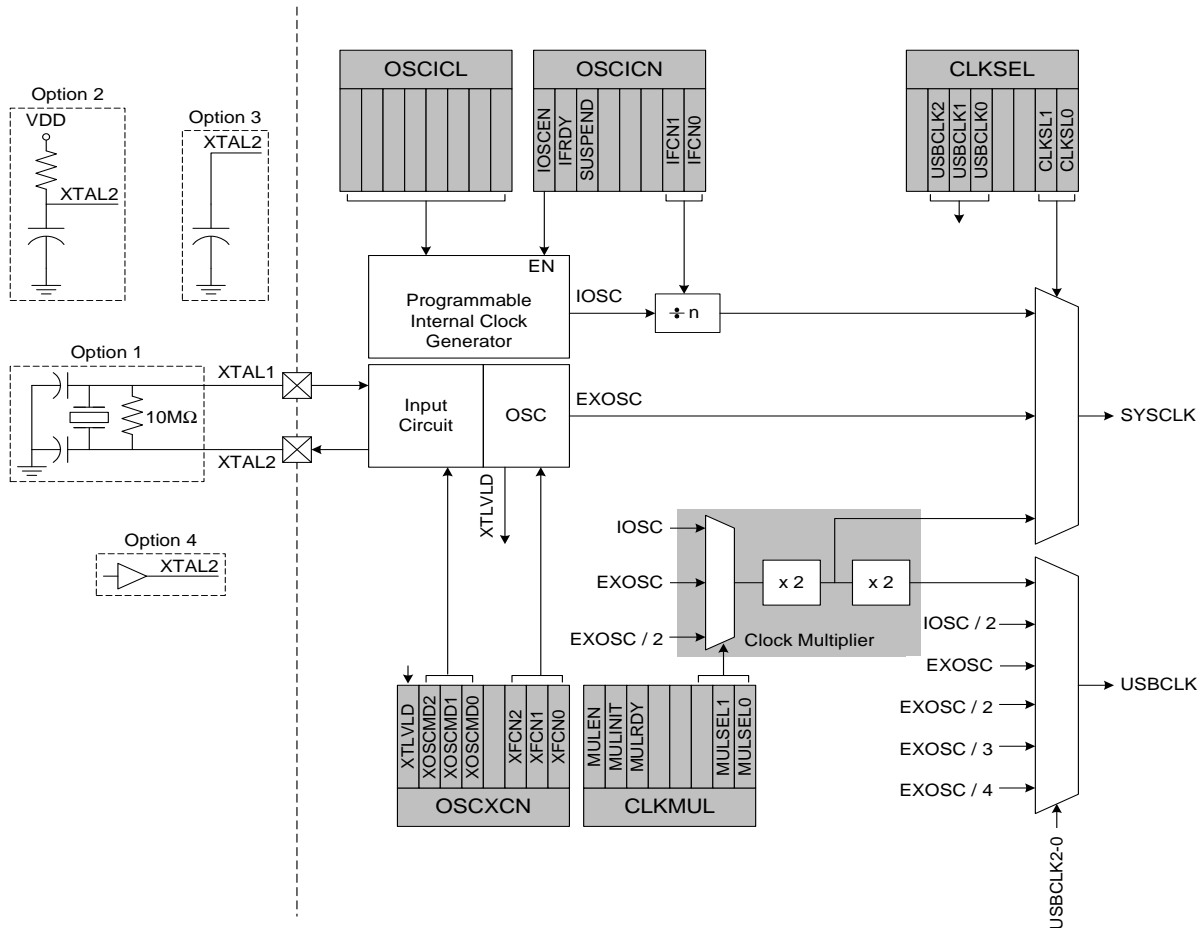 OSCICL
OSCICN
IOSCEN
IFRDY
SUSPEND
IFCN1
IFCN0
CLKSEL
USBCLK2
USBCLK1
USBCLK0
CLKSL1
CLKSL0
Option 2
VDD
XTAL2
Option 3
XTAL2
EN
Programmable
Internal Clock
Generator
IOSC
÷ n
Option 1
10MΩ
XTAL1
XTAL2
Input
Circuit
OSC
EXOSC
SYSCLK
XTLVLD
Option 4
XTAL2
IOSC
EXOSC
EXOSC / 2
x 2
x 2
Clock Multiplier
IOSC / 2
EXOSC
EXOSC / 2
EXOSC / 3
EXOSC / 4
USBCLK
USBCLK2-0
XTLVLD
XOSCMD2
XOSCMD1
XOSCMD0
XFCN2
XFCN1
XFCN0
OSCXCN
MULEN
MULINIT
MULRDY
MULSEL1
MULSEL0
CLKMUL